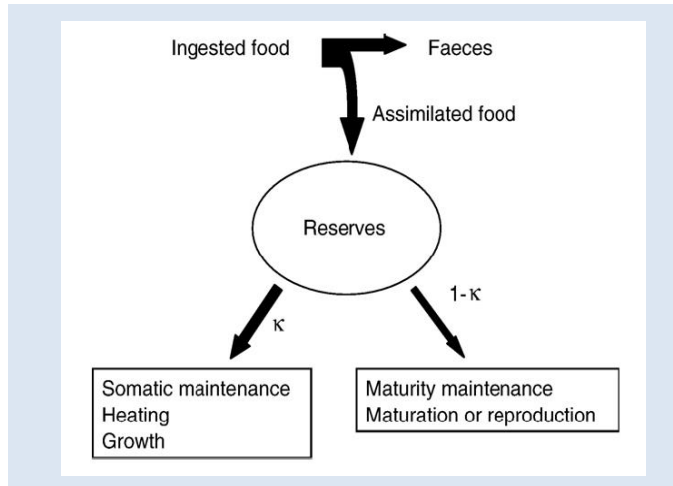 Ingested food
Faeces
Assimilated food
Reserves
κ
1-κ
Somatic maintenance
Heating
Growth
Maturity maintenance
Maturation or reproduction